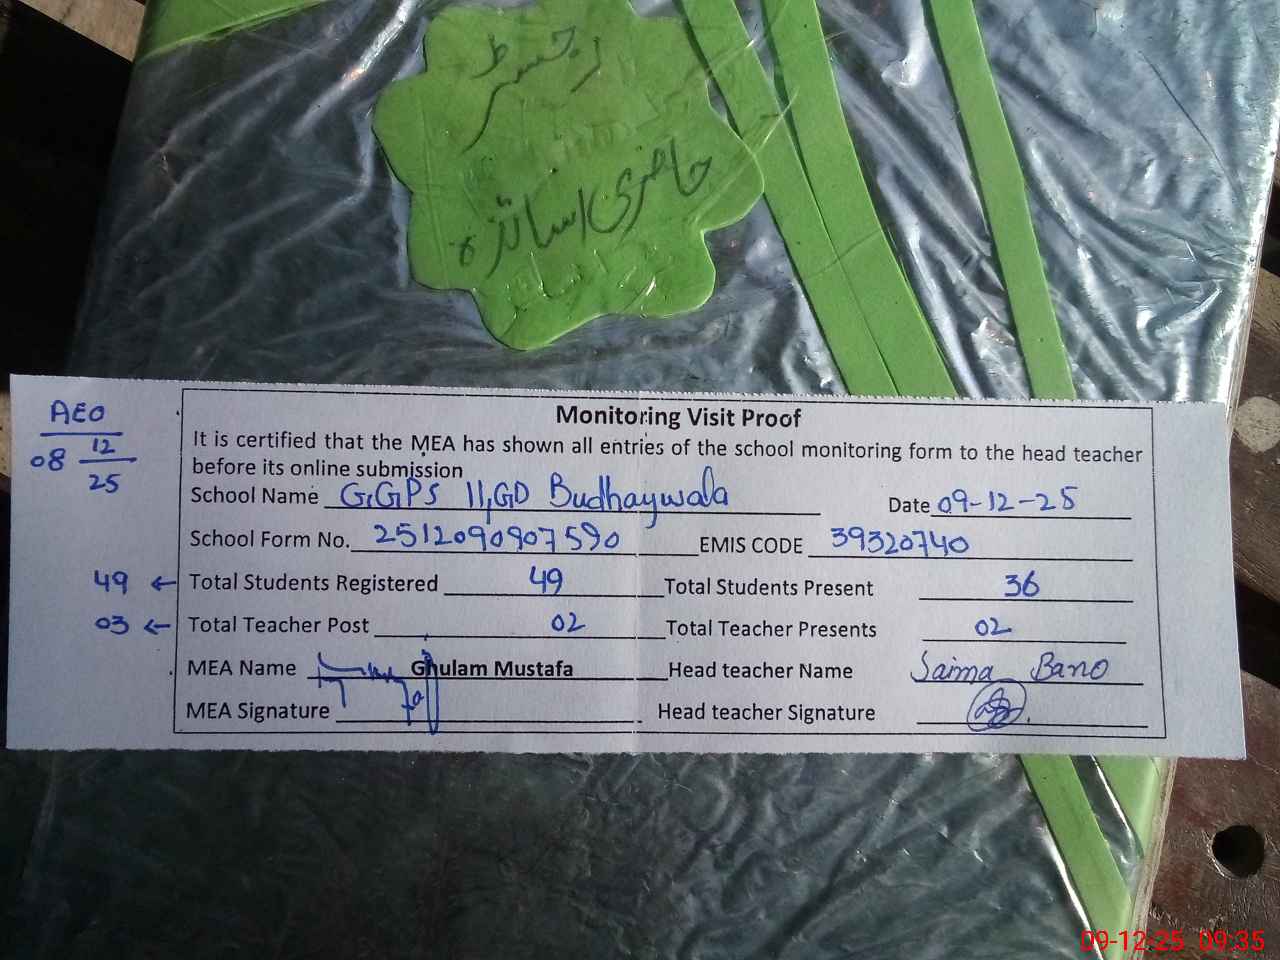 رجسٹر
حاضری اساتذہ
AEO
08 12
25
Monitoring Visit Proof
It is certified that the MEA has shown all entries of the school monitoring form to the head teacher
before its online submission
School Name G,GPS 11,GD Budhaywala Date 09-12-25
School Form No. 2512090907590 EMIS CODE 39320740
49 ← Total Students Registered 49 Total Students Present 36
03 ← Total Teacher Post 02 Total Teacher Presents 02
MEA Name Ghulam Mustafa Head teacher Name Saima Bano
MEA Signature Head teacher Signature
09-12-25 09:35